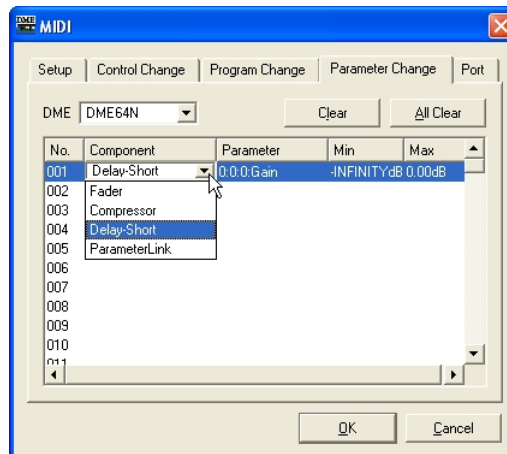 DME MIDI
Setup Control Change Program Change Parameter Change Port
DME DME64N Clear All Clear
No. Component Parameter Min Max
001 Delay-Short 0:0:0:Gain -INFINITYdB 0.00dB
002 Fader
003 Compressor
004 Delay-Short
005 ParameterLink
006
007
008
009
010
011
OK Cancel